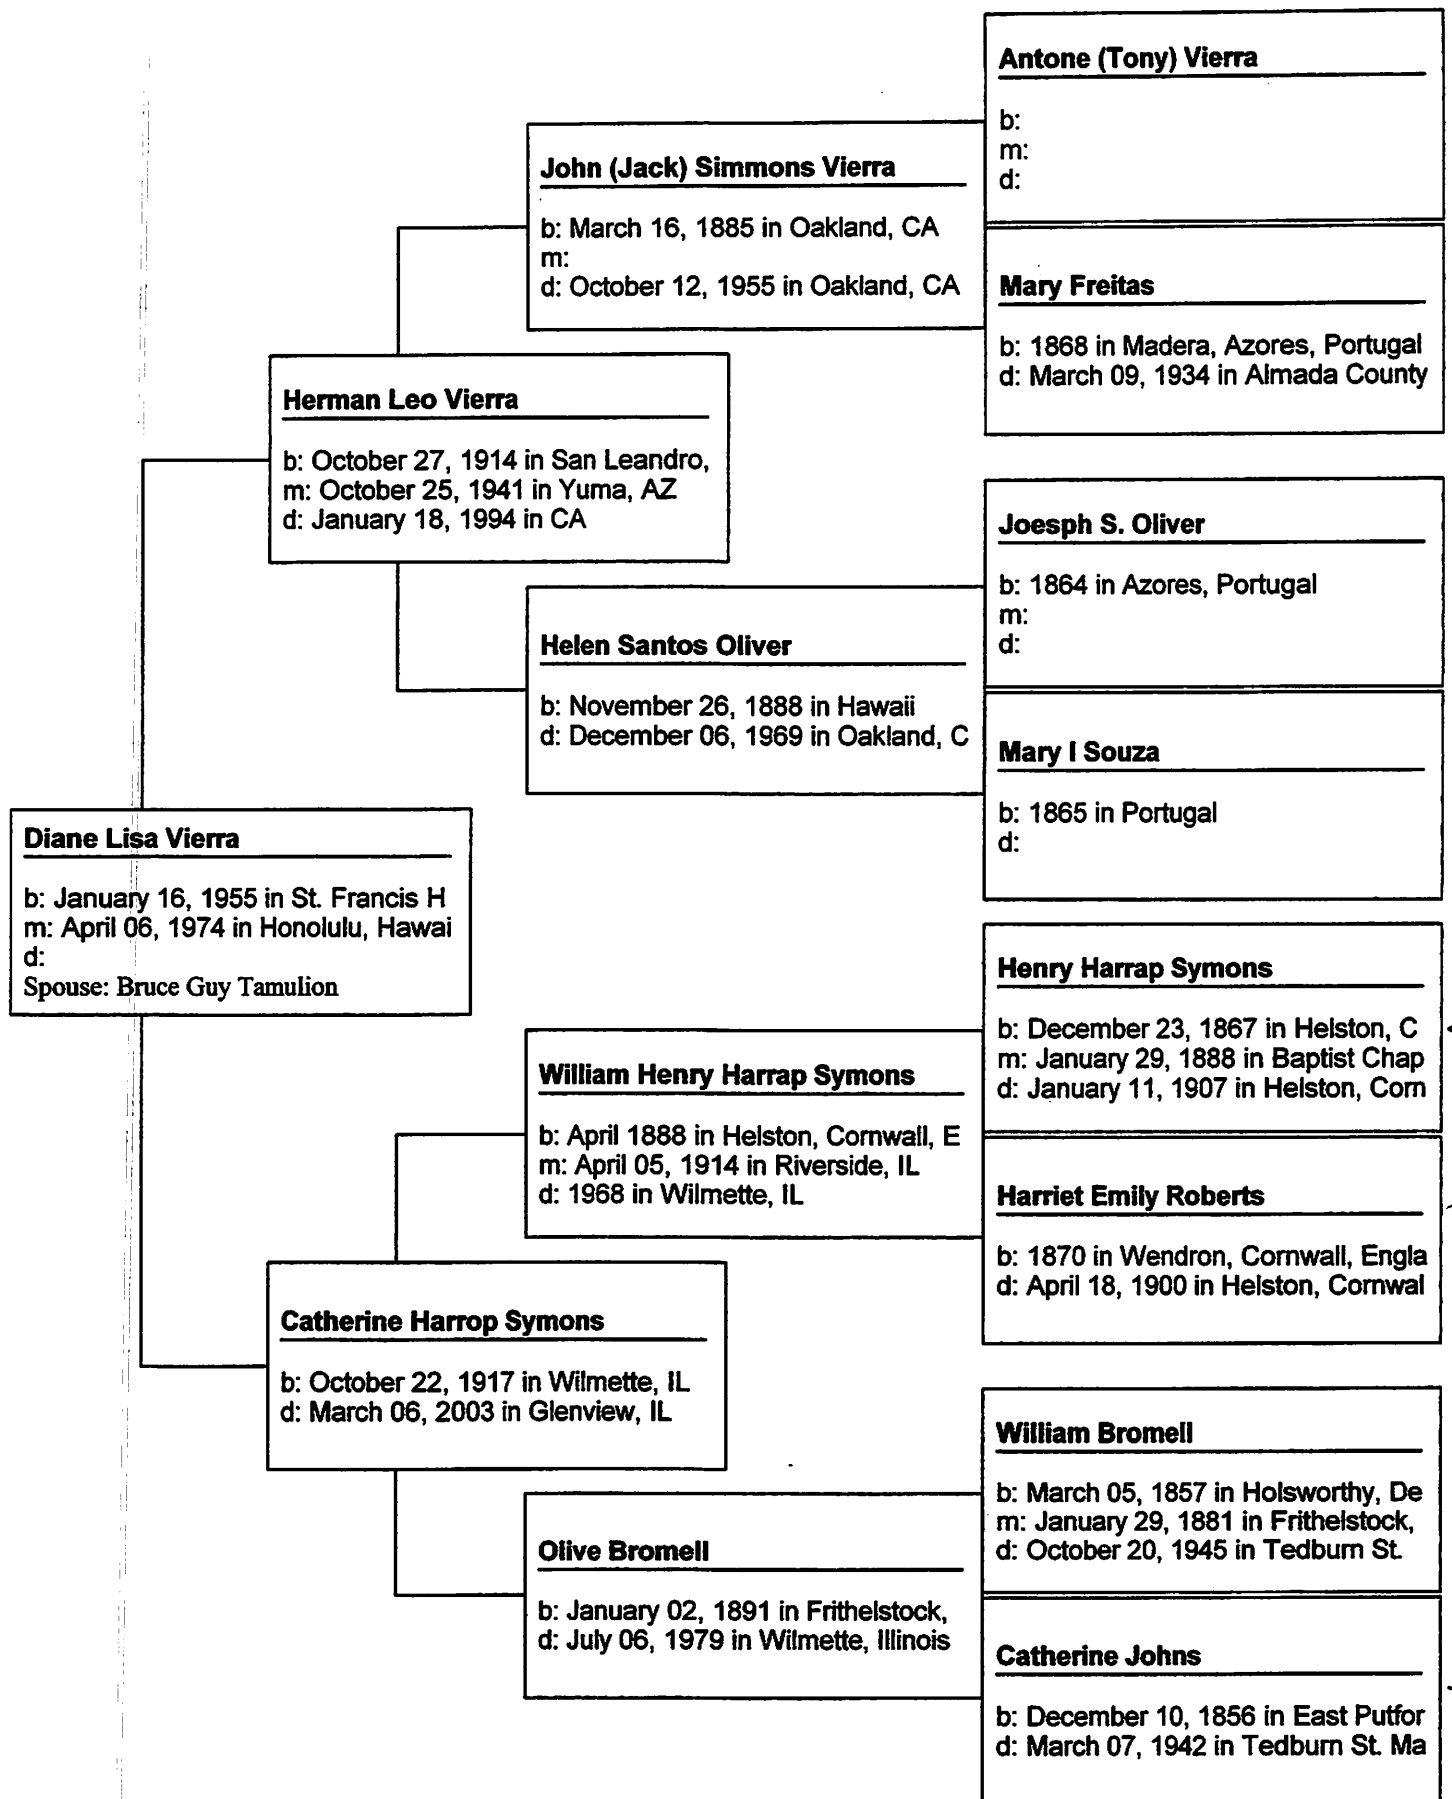 Antone (Tony) Vierra
b:
m:
d:
John (Jack) Simmons Vierra
b: March 16, 1885 in Oakland, CA
m:
d: October 12, 1955 in Oakland, CA
Mary Freitas
b: 1868 in Madera, Azores, Portugal
d: March 09, 1934 in Almada County
Herman Leo Vierra
b: October 27, 1914 in San Leandro,
m: October 25, 1941 in Yuma, AZ
d: January 18, 1994 in CA
Joesph S. Oliver
b: 1864 in Azores, Portugal
m:
d:
Helen Santos Oliver
b: November 26, 1888 in Hawaii
d: December 06, 1969 in Oakland, C
Mary I Souza
b: 1865 in Portugal
d:
Diane Lisa Vierra
b: January 16, 1955 in St. Francis H
m: April 06, 1974 in Honolulu, Hawai
d:
Spouse: Bruce Guy Tamulion
Henry Harrap Symons
b: December 23, 1867 in Helston, C
m: January 29, 1888 in Baptist Chap
d: January 11, 1907 in Helston, Corn
William Henry Harrap Symons
b: April 1888 in Helston, Cornwall, E
m: April 05, 1914 in Riverside, IL
d: 1968 in Wilmette, IL
Harriet Emily Roberts
b: 1870 in Wendron, Cornwall, Engla
d: April 18, 1900 in Helston, Cornwal
Catherine Harrop Symons
b: October 22, 1917 in Wilmette, IL
d: March 06, 2003 in Glenview, IL
William Bromell
b: March 05, 1857 in Holsworthy, De
m: January 29, 1881 in Frithelstock,
d: October 20, 1945 in Tedburn St.
Olive Bromell
b: January 02, 1891 in Frithelstock,
d: July 06, 1979 in Wilmette, Illinois
Catherine Johns
b: December 10, 1856 in East Putfor
d: March 07, 1942 in Tedburn St. Ma